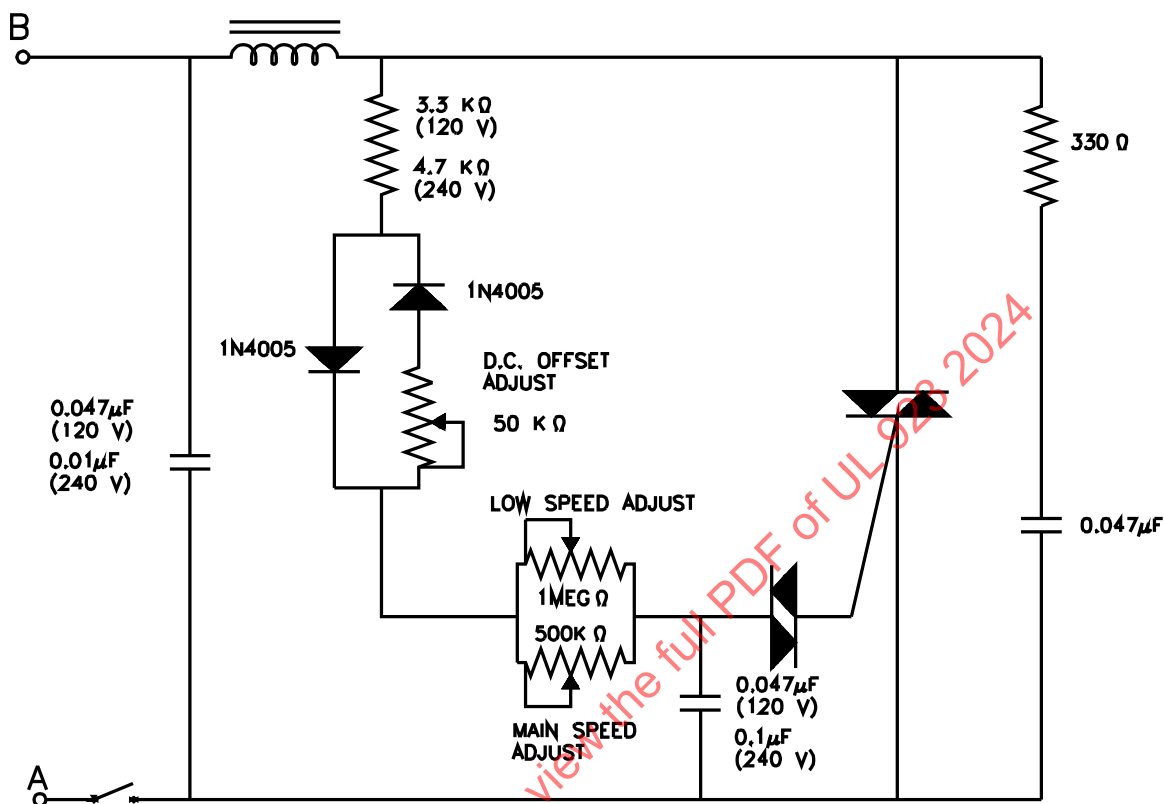 B
3.3 KΩ
(120 V)
4.7 KΩ
(240 V)
330 Ω
1N4005
1N4005
D.C. OFFSET
ADJUST
50 KΩ
0.047µF
(120 V)
0.01µF
(240 V)
LOW SPEED ADJUST
0.047µF
1MEG Ω
500K Ω
0.047µF
(120 V)
0.1µF
(240 V)
MAIN SPEED
ADJUST
A
view the full PDF of UL 923 2024